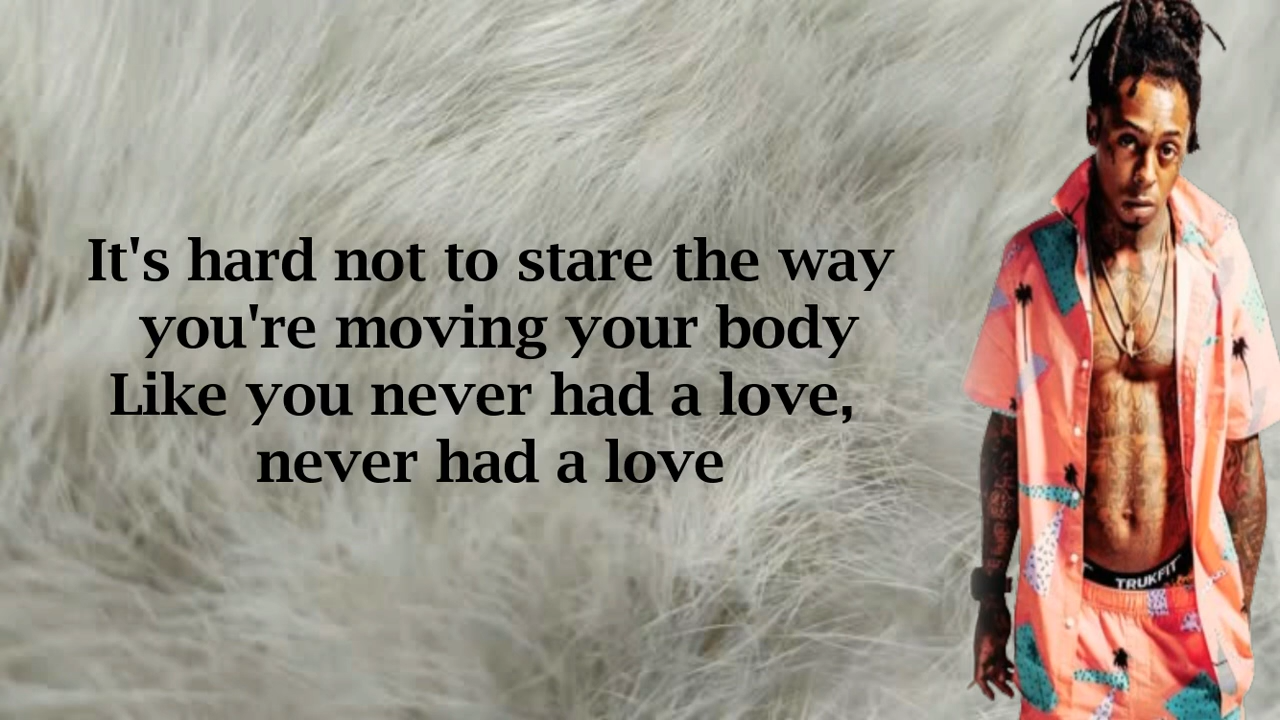 It's hard not to stare the way
you're moving your body
Like you never had a love,
never had a love
TRUKFIT